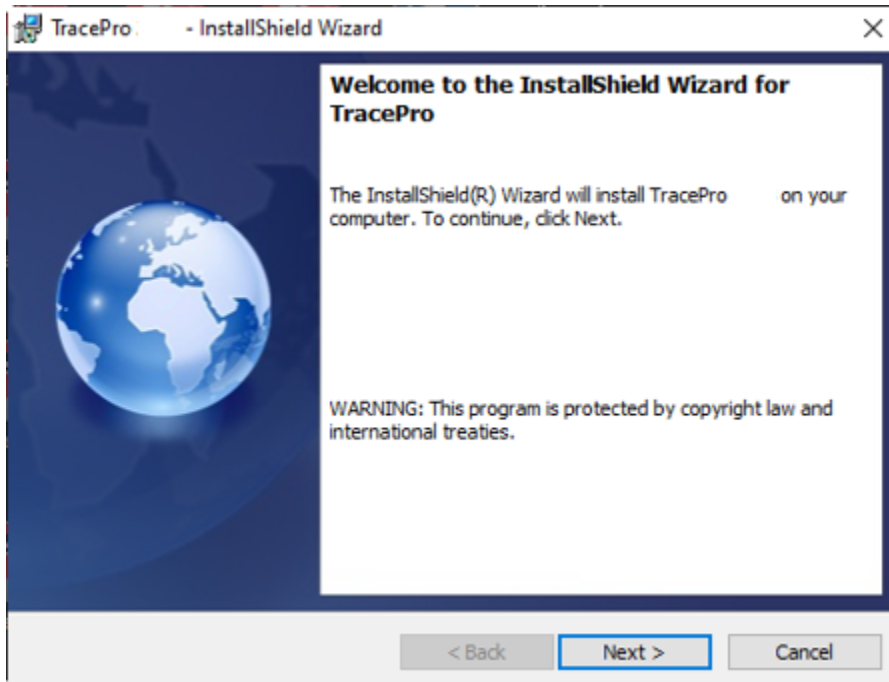 TracePro - InstallShield Wizard
Welcome to the InstallShield Wizard for
TracePro
The InstallShield(R) Wizard will install TracePro on your
computer. To continue, click Next.
WARNING: This program is protected by copyright law and
international treaties.
< Back Next > Cancel